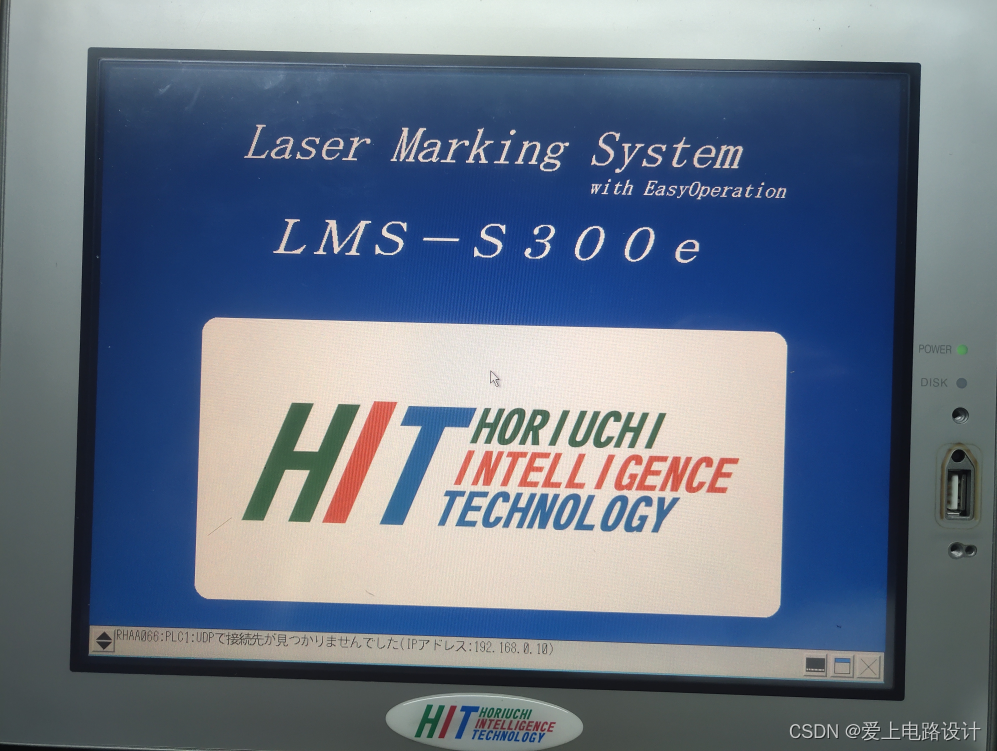 Laser Marking System
with EasyOperation
LMS-S300e
HIT
HORIUCHI
INTELLIGENCE
TECHNOLOGY
POWER
DISK
RHAA066:PLC1:UDPで接続先が見つかりませんでした(IPアドレス:192.168.0.10)
HIT
HORIUCHI
INTELLIGENCE
TECHNOLOGY
CSDN @爱上电路设计